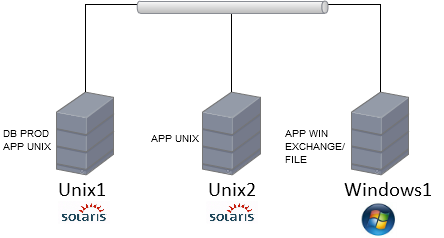 DB PROD
APP UNIX
APP UNIX
APP WIN
EXCHANGE/
FILE
Unix1
Unix2
Windows1
solaris
solaris